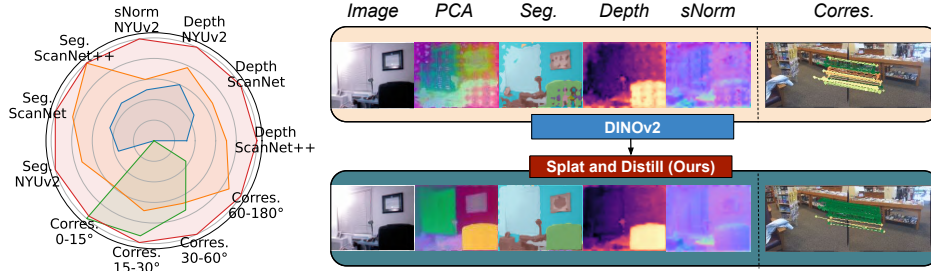 sNorm
NYUv2
Depth
NYUv2
Seg.
ScanNet++
Depth
ScanNet
Seg.
ScanNet
Depth
ScanNet++
Seg.
NYUv2
Corres.
60-180°
Corres.
0-15°
Corres.
30-60°
Corres.
15-30°
Image PCA Seg. Depth sNorm Corres.
DINOv2
Splat and Distill (Ours)